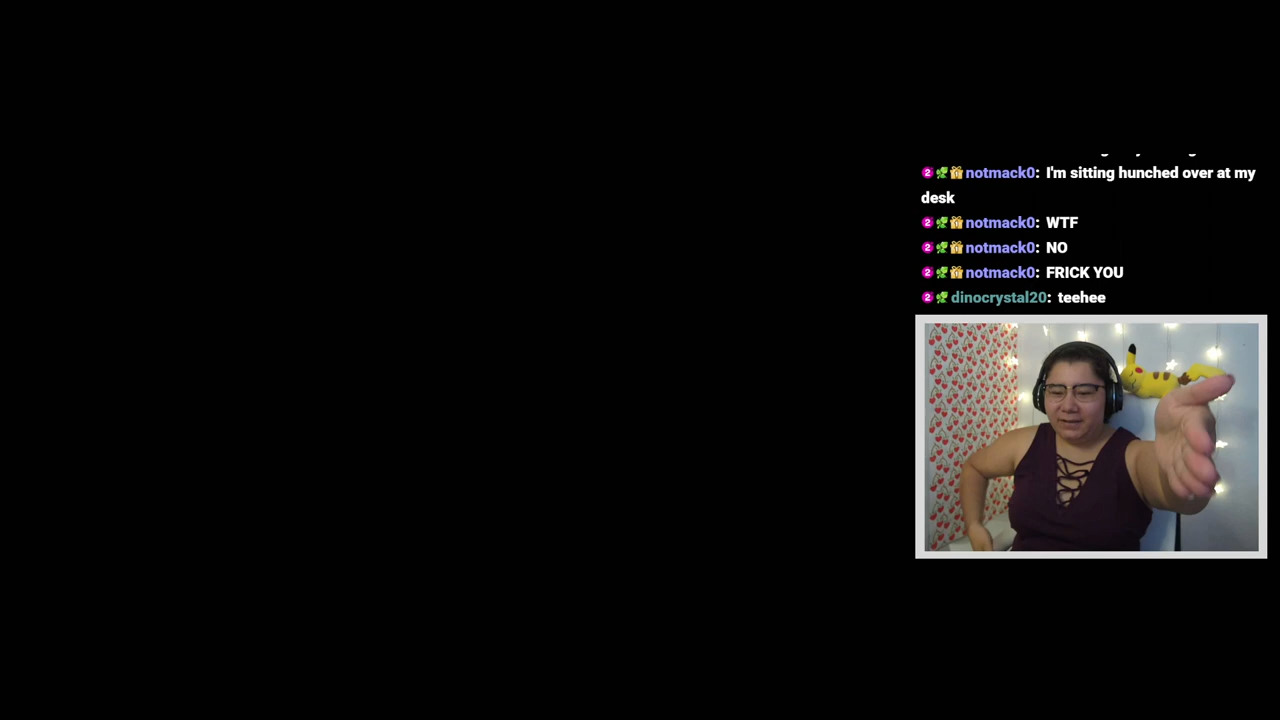 notmack0: I'm sitting hunched over at my
desk
notmack0: WTF
notmack0: NO
notmack0: FRICK YOU
dinocrystal20: teehee